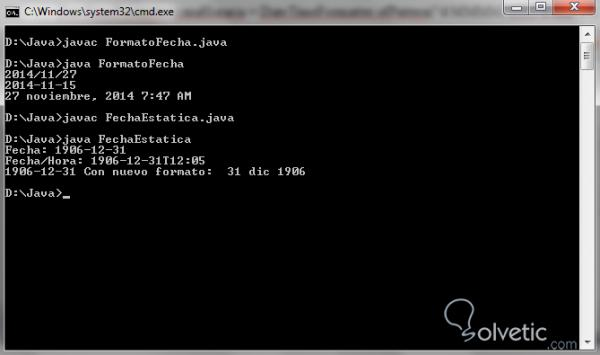 C:\Windows\system32\cmd.exe
D:\Java>javac FormatoFecha.java
D:\Java>java FormatoFecha
2014/11/27
2014-11-15
27 noviembre, 2014 7:47 AM
D:\Java>javac FechaEstatica.java
D:\Java>java FechaEstatica
Fecha: 1906-12-31
Fecha/Hora: 1906-12-31T12:05
1906-12-31 Con nuevo formato:  31 dic 1906
D:\Java>_
Solvetic.com